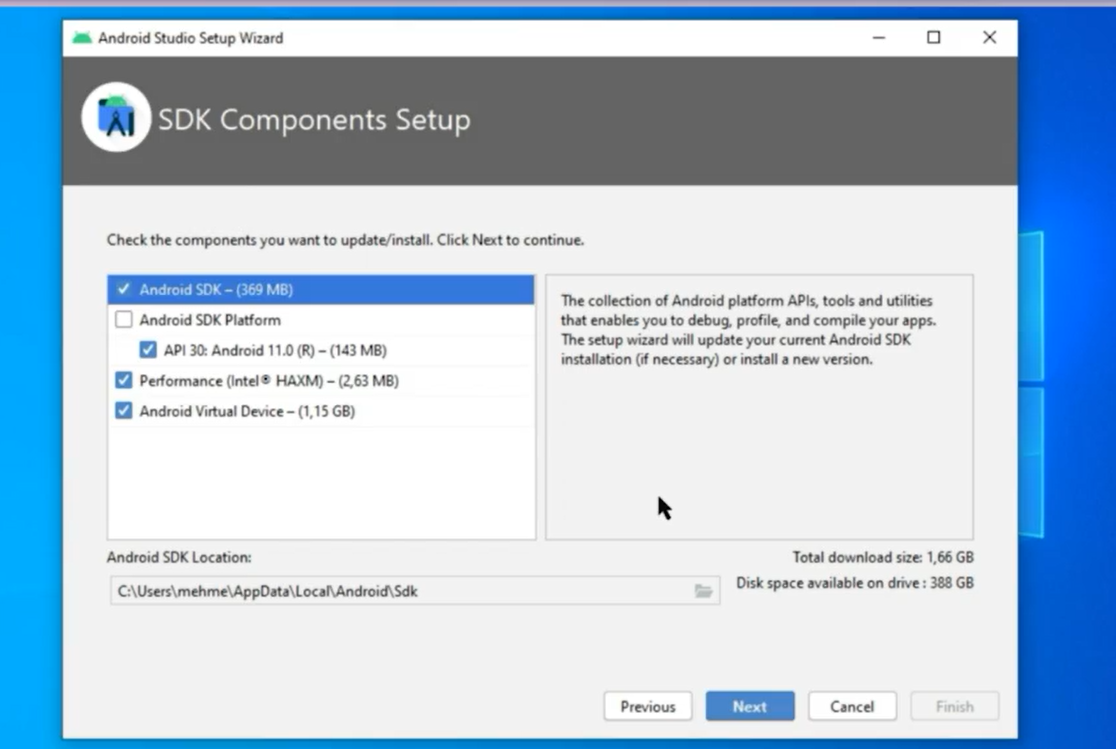 Android Studio Setup Wizard
SDK Components Setup
Check the components you want to update/install. Click Next to continue.
Android SDK – (369 MB)
Android SDK Platform
API 30: Android 11.0 (R) – (143 MB)
Performance (Intel® HAXM) – (2,63 MB)
Android Virtual Device – (1,15 GB)
The collection of Android platform APIs, tools and utilities
that enables you to debug, profile, and compile your apps.
The setup wizard will update your current Android SDK
installation (if necessary) or install a new version.
Android SDK Location:
C:\Users\mehme\AppData\Local\Android\Sdk
Total download size: 1,66 GB
Disk space available on drive : 388 GB
Previous
Next
Cancel
Finish